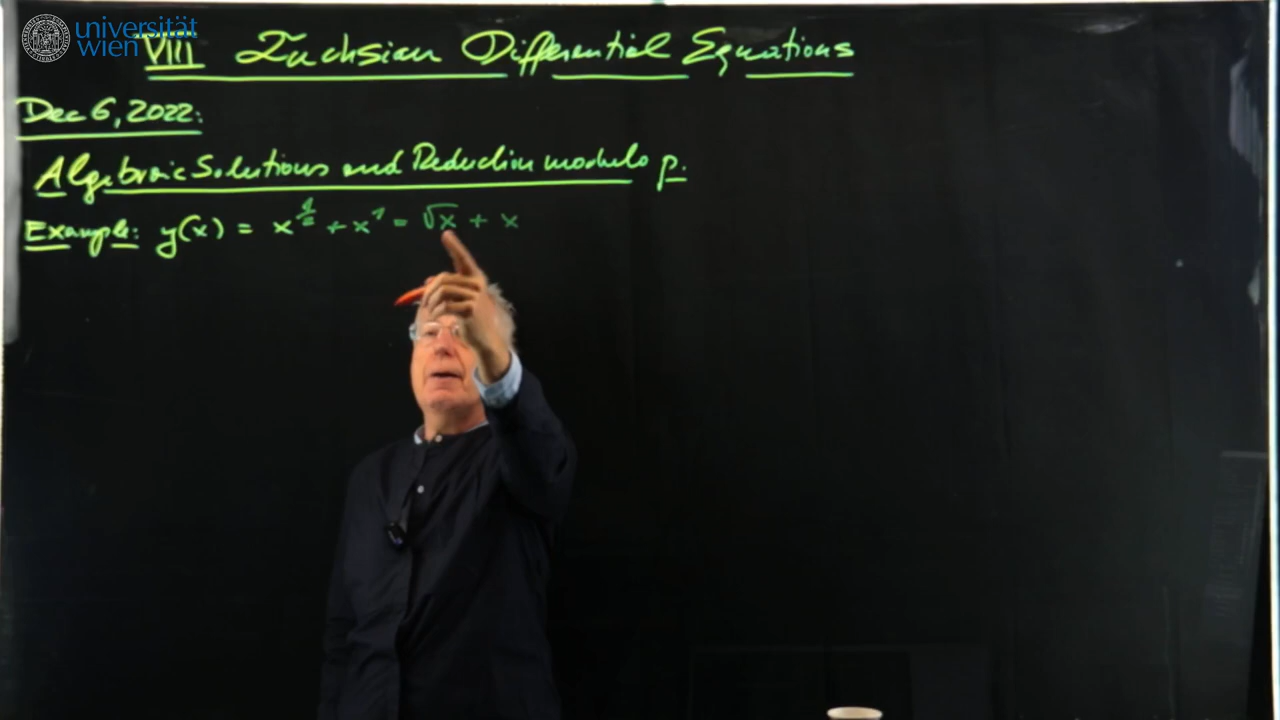 universität
wien
VIII Fuchsian Differential Equations
Dec 6, 2022:
Algebraic Solutions and Reduction modulo p.
Example: y(x) = x^{1/2} + x^1 = √x + x